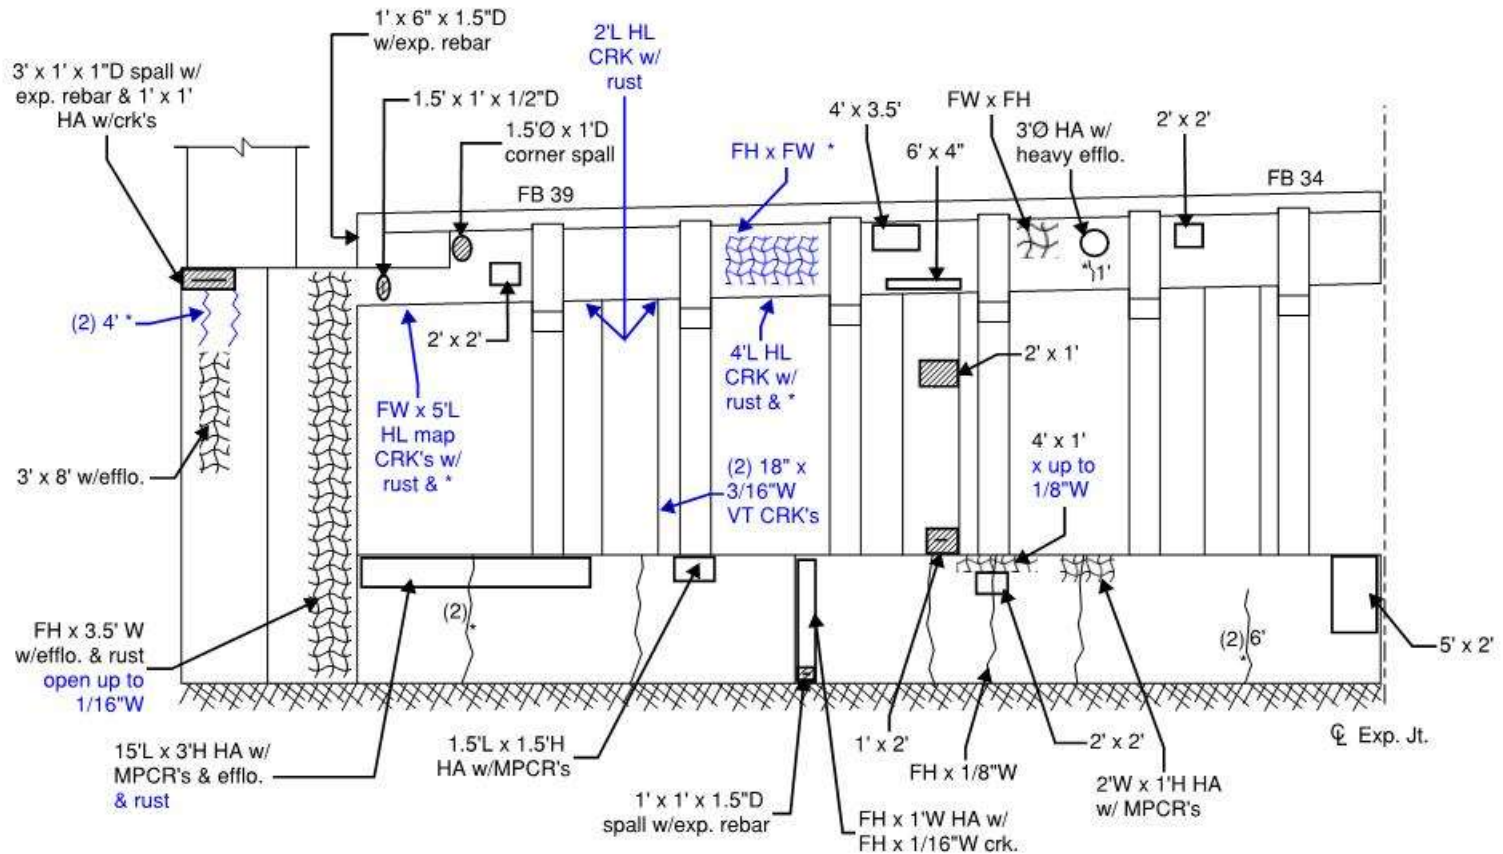 1' x 6" x 1.5"D
w/exp. rebar
2'L HL
CRK w/
rust
3' x 1' x 1"D spall w/
exp. rebar & 1' x 1'
HA w/crk's
1.5' x 1' x 1/2"D
1.5'Ø x 1'D
corner spall
FH x FW *
4' x 3.5'
6' x 4"
FW x FH
3'Ø HA w/
heavy efflo.
2' x 2'
FB 39
FB 34
* 1'
(2) 4' *
2' x 2'
4'L HL
CRK w/
rust & *
2' x 1'
FW x 5'L
HL map
CRK's w/
rust & *
3' x 8' w/efflo.
(2) 18" x
3/16"W
VT CRK's
4' x 1'
x up to
1/8"W
FH x 3.5' W
w/efflo. & rust
open up to
1/16"W
(2)
*
(2) 6'
*
5' x 2'
15'L x 3'H HA w/
MPCR's & efflo.
& rust
1.5'L x 1.5'H
HA w/MPCR's
1' x 1' x 1.5"D
spall w/exp. rebar
FH x 1'W HA w/
FH x 1/16"W crk.
1' x 2'
FH x 1/8"W
2' x 2'
2'W x 1'H HA
w/ MPCR's
℄ Exp. Jt.